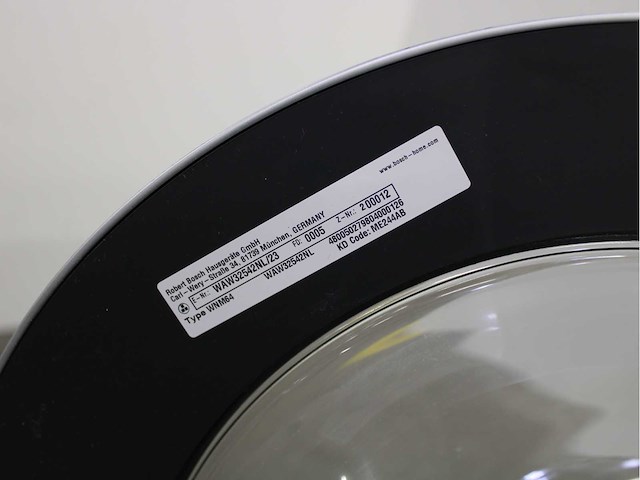 www.bosch-home.com
Robert Bosch Hausgeräte GmbH
Carl-Wery-Straße 34, 81739 München, GERMANY
E-Nr.: WAW32542NL/23 FD: 0005 Z-Nr.: 200012
Type WNM64 WAW32542NL 480050279804000126
KD Code: ME244AB